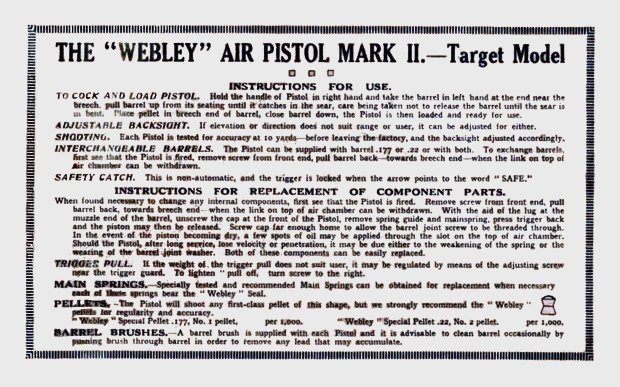 THE "WEBLEY" AIR PISTOL MARK II.—Target Model
INSTRUCTIONS FOR USE.
TO COCK AND LOAD PISTOL. Hold the handle of Pistol in right hand and take the barrel in left hand at the end near the
breech, pull barrel up from its seating until it catches in the sear, care being taken not to release the barrel until the sear is
in bent. Place pellet in breech end of barrel, close barrel down, the Pistol is then loaded and ready for use.
ADJUSTABLE BACKSIGHT. If elevation or direction does not suit range or user, it can be adjusted for either.
SHOOTING. Each Pistol is tested for accuracy at 10 yards—before leaving the factory, and the backsight adjusted accordingly.
INTERCHANGEABLE BARRELS. The Pistol can be supplied with barrel .177 or .22 or with both. To exchange barrels,
first see that the Pistol is fired, remove screw from front end, pull barrel back—towards breech end—when the link on top of
Air chamber can be withdrawn.
SAFETY CATCH. This is non-automatic, and the trigger is locked when the arrow points to the word "SAFE."
INSTRUCTIONS FOR REPLACEMENT OF COMPONENT PARTS.
When found necessary to change any internal components, first see that the Pistol is fired. Remove screw from front end, pull
barrel back, towards breech end—when the link on top of air chamber can be withdrawn. With the aid of the lug at the
muzzle end of the barrel, unscrew the cap at the front of the Pistol, remove spring guide and mainspring, press trigger back
and the piston may then be released. Screw cap far enough home to allow the barrel joint screw to be threaded through.
In the event of the piston becoming dry, a few spots of oil may be applied through the slot on the top of air chamber.
Should the Pistol, after long service, lose velocity or penetration, it may be due either to the weakening of the spring or the
wearing of the barrel joint washer. Both of these components can be easily replaced.
TRIGGER PULL. If the weight of the trigger pull does not suit user, it may be regulated by means of the adjusting screw
near the trigger guard. To lighten "pull off, turn screw to the right.
MAIN SPRINGS.—Specially tested and recommended Main Springs can be obtained for replacement when necessary
each of these springs bear the "Webley" Seal.
PELLETS.—The Pistol will shoot any first-class pellet of this shape, but we strongly recommend the "Webley"
pellets for regularity and accuracy.
"Webley" Special Pellet .177, No. 1 pellet, per 1,000. "Webley" Special Pellet .22, No. 2 pellet. per 1,000.
BARREL BRUSHES.—A barrel brush is supplied with each Pistol and it is advisable to clean barrel occasionally by
pushing brush through barrel in order to remove any lead that may accumulate.